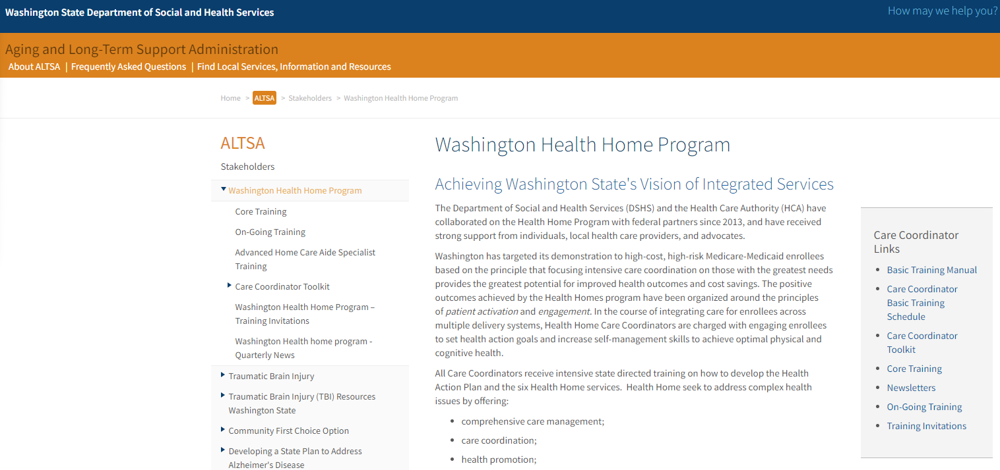 Washington State Department of Social and Health Services
How may we help you?
Aging and Long-Term Support Administration
About ALTSA | Frequently Asked Questions | Find Local Services, Information and Resources
Home > ALTSA > Stakeholders > Washington Health Home Program
ALTSA
Stakeholders
Washington Health Home Program
Core Training
On-Going Training
Advanced Home Care Aide Specialist
Training
Care Coordinator Toolkit
Washington Health Home Program –
Training Invitations
Washington Health home program -
Quarterly News
Traumatic Brain Injury
Traumatic Brain Injury (TBI) Resources
Washington State
Community First Choice Option
Developing a State Plan to Address
Alzheimer's Disease
Washington Health Home Program
Achieving Washington State's Vision of Integrated Services
The Department of Social and Health Services (DSHS) and the Health Care Authority (HCA) have
collaborated on the Health Home Program with federal partners since 2013, and have received
strong support from individuals, local health care providers, and advocates.
Washington has targeted its demonstration to high-cost, high-risk Medicare-Medicaid enrollees
based on the principle that focusing intensive care coordination on those with the greatest needs
provides the greatest potential for improved health outcomes and cost savings. The positive
outcomes achieved by the Health Homes program have been organized around the principles
of patient activation and engagement. In the course of integrating care for enrollees across
multiple delivery systems, Health Home Care Coordinators are charged with engaging enrollees
to set health action goals and increase self-management skills to achieve optimal physical and
cognitive health.
All Care Coordinators receive intensive state directed training on how to develop the Health
Action Plan and the six Health Home services.  Health Home seek to address complex health
issues by offering:
• comprehensive care management;
• care coordination;
• health promotion;
Care Coordinator
Links
• Basic Training Manual
• Care Coordinator
Basic Training
Schedule
• Care Coordinator
Toolkit
• Core Training
• Newsletters
• On-Going Training
• Training Invitations